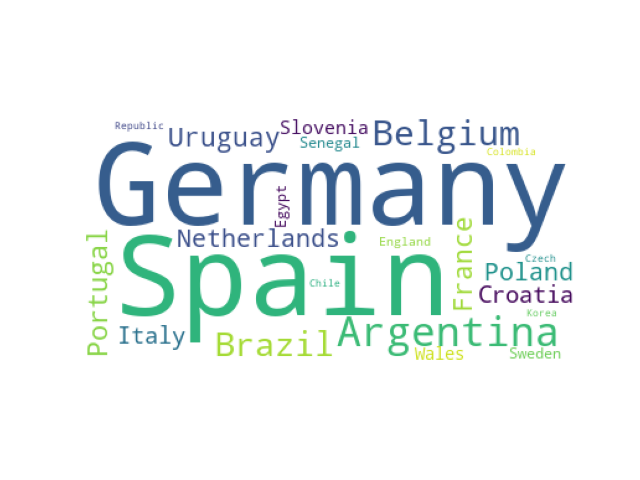 Republic
Uruguay
Slovenia
Senegal
Belgium
Colombia
Germany
Egypt
Netherlands
England
Spain
Portugal
France
Chile
Czech
Poland
Croatia
Korea
Italy
Brazil
Argentina
Wales
Sweden